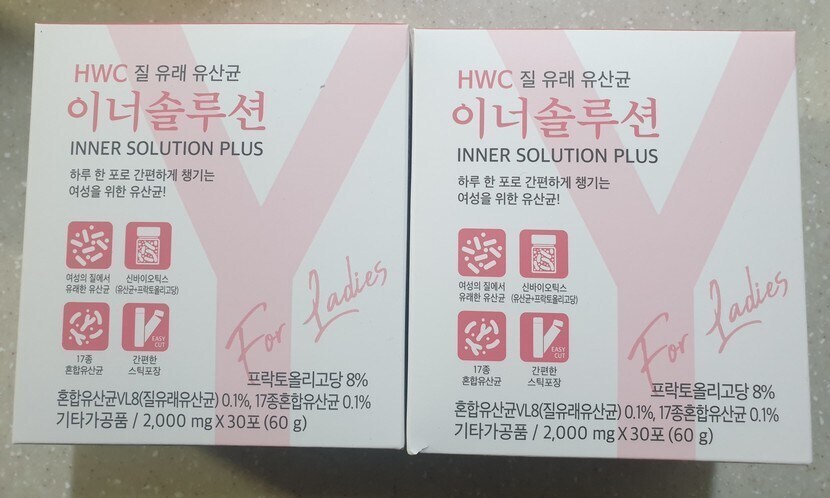 HWC 질 유래 유산균
이너솔루션
INNER SOLUTION PLUS
하루 한 포로 간편하게 챙기는
여성을 위한 유산균!
여성의 질에서
유래한 유산균
신바이오틱스
(유산균+프락토올리고당)
17종
혼합유산균
EASY
CUT
간편한
스틱포장
For Ladies
프락토올리고당 8%
혼합유산균VL8(질유래유산균) 0.1%, 17종혼합유산균 0.1%
기타가공품 / 2,000 mg X 30포 (60 g)
HWC 질 유래 유산균
이너솔루션
INNER SOLUTION PLUS
하루 한 포로 간편하게 챙기는
여성을 위한 유산균!
여성의 질에서
유래한 유산균
신바이오틱스
(유산균+프락토올리고당)
17종
혼합유산균
EASY
CUT
간편한
스틱포장
For Ladies
프락토올리고당 8%
혼합유산균VL8(질유래유산균) 0.1%, 17종혼합유산균 0.1%
기타가공품 / 2,000 mg X 30포 (60 g)